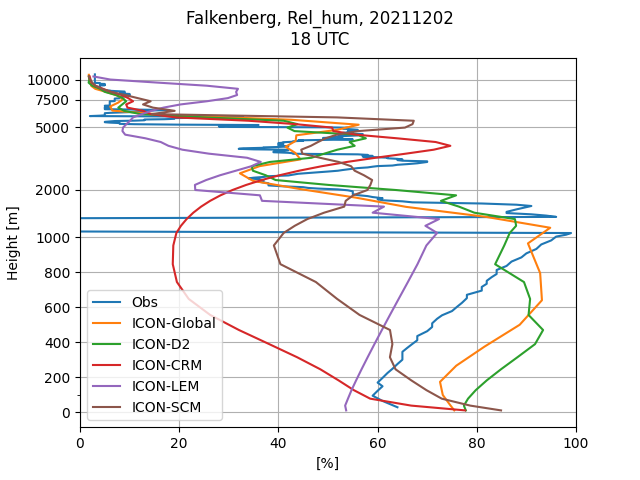 Falkenberg, Rel_hum, 20211202
18 UTC
10000
7500
5000
2000
1000
800
600
400
200
0
Height [m]
Obs
ICON-Global
ICON-D2
ICON-CRM
ICON-LEM
ICON-SCM
0 20 40 60 80 100
[%]